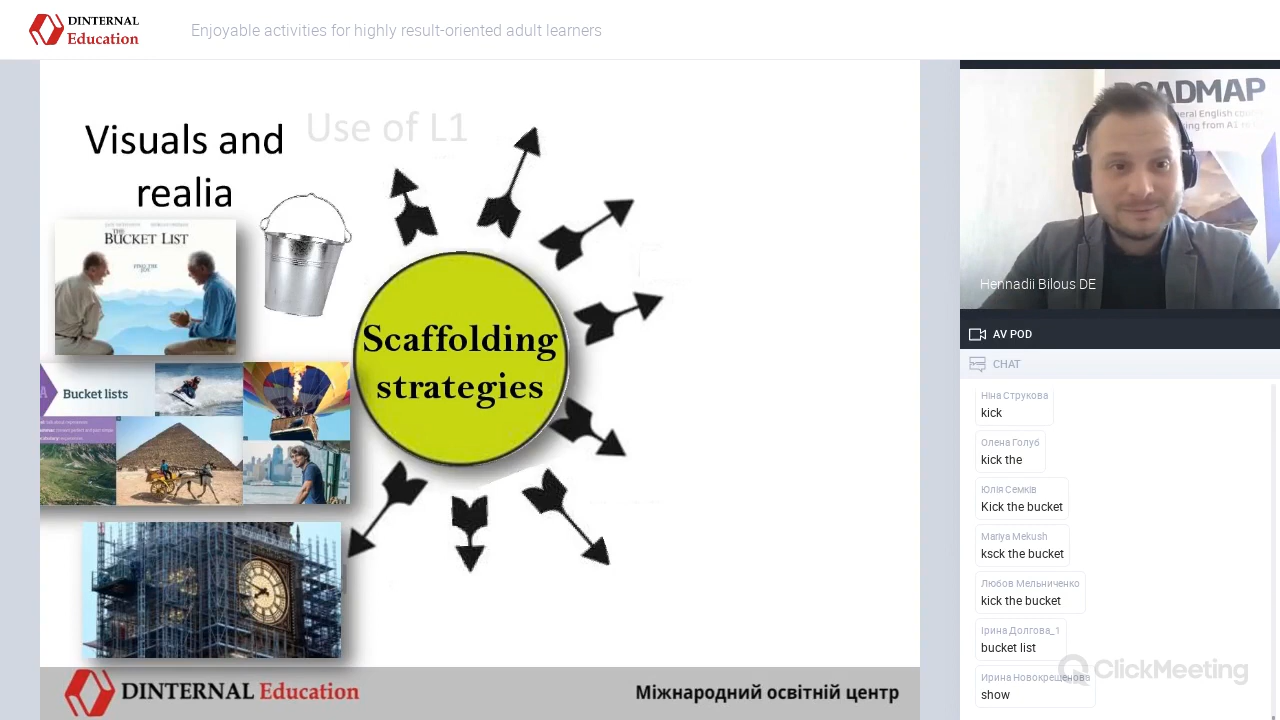 DINTERNAL
Education
Enjoyable activities for highly result-oriented adult learners
Visuals and
realia
Use of L1
THE
BUCKET LIST
Bucket lists
Scaffolding
strategies
DINTERNAL Education
Міжнародний освітній центр
ROADMAP
Hennadii Bilous DE
AV POD
CHAT
Ніна Струкова
kick
Олена Голуб
kick the
Юлія Семків
Kick the bucket
Mariya Mekush
ksck the bucket
Любов Мельниченко
kick the bucket
Ірина Долгова_1
bucket list
Ирина Новокрещенова
show
ClickMeeting